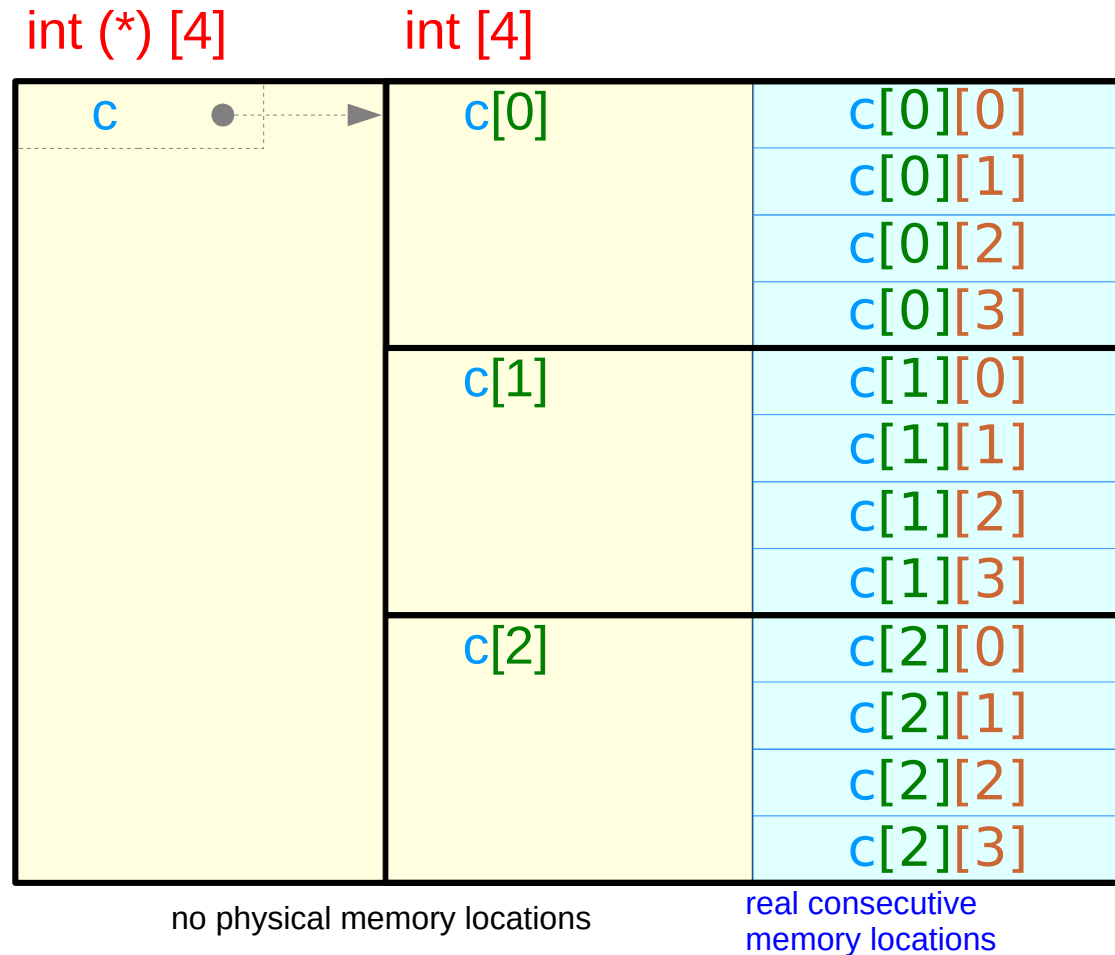 int (*) [4] int [4]
c c[0] c[0][0]
c[0][1]
c[0][2]
c[0][3]
c[1] c[1][0]
c[1][1]
c[1][2]
c[1][3]
c[2] c[2][0]
c[2][1]
c[2][2]
c[2][3]
no physical memory locations
real consecutive
memory locations